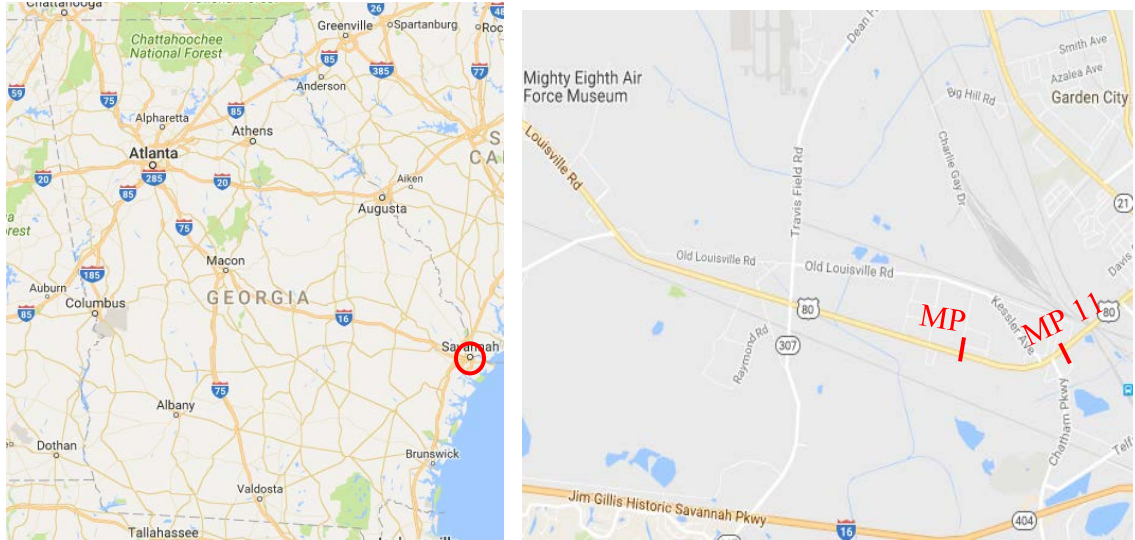 Chattanooga
Chattahoochee
National Forest
Greenville
26
Spartanburg
85
Roc
385
77
Anderson
59
75
85
Alpharetta
Athens
Atlanta
S
CA
285
20
20
20
85
Aiken
Augusta
75
Macon
185
GEORGIA
Auburn
85
Columbus
16
Savannah
75
Albany
Dothan
Brunswick
Valdosta
Tallahassee
Mighty Eighth Air
Force Museum
Dean F
Smith Ave
Azalea Ave
Big Hill Rd
Garden City
Louisville Rd
Charlie Gay Dr
Travis Field Rd
21
Davis
Old Louisville Rd
Old Louisville Rd
80
80
Kessler Ave
MP
MP 11
307
Raymond Rd
Chatham Pkwy
Telf
Jim Gillis Historic Savannah Pkwy
16
404